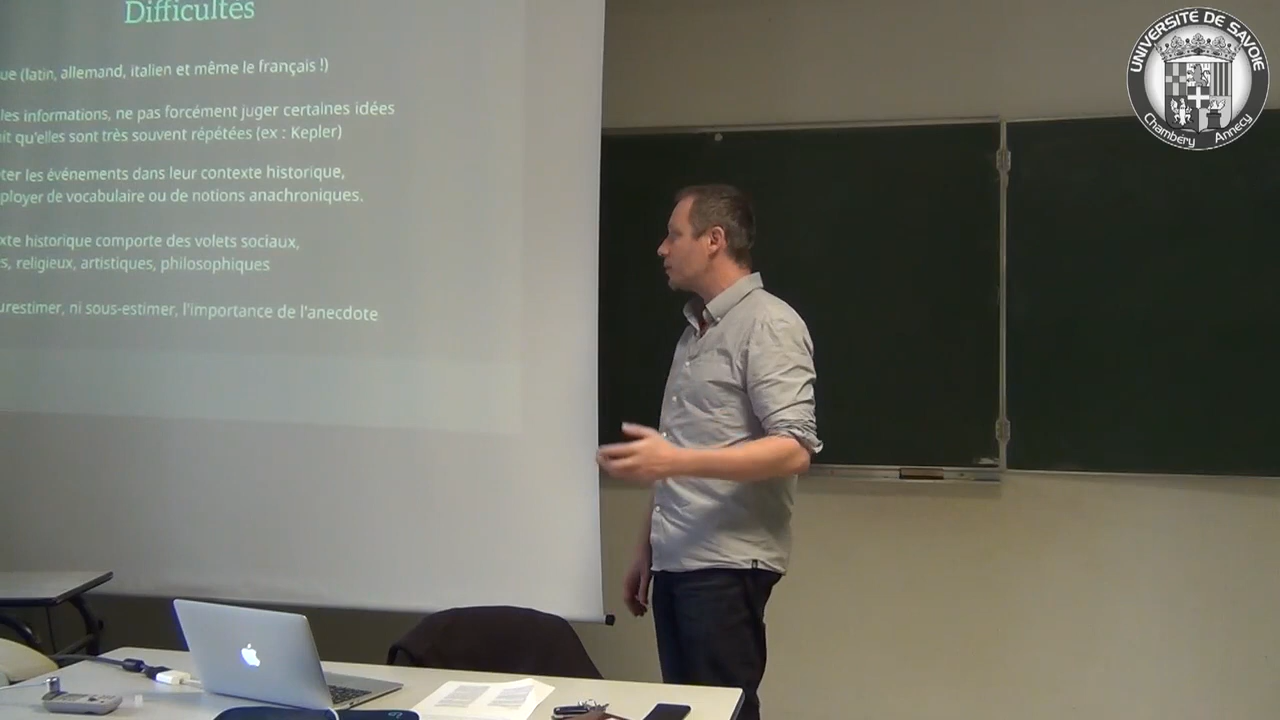 Difficultés
ue (latin, allemand, italien et même le français !)
les informations, ne pas forcément juger certaines idées
it qu'elles sont très souvent répétées (ex : Kepler)
ter les événements dans leur contexte historique,
ployer de vocabulaire ou de notions anachroniques.
xte historique comporte des volets sociaux,
s, religieux, artistiques, philosophiques
urestimer, ni sous-estimer, l'importance de l'anecdote
UNIVERSITÉ DE SAVOIE
Chambéry Annecy